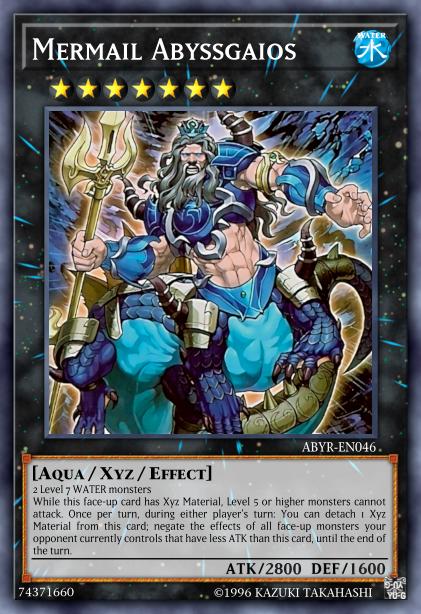 MERMAIL ABYSSGAIOS
WATER
水
ABYR-EN046
[AQUA / XYZ / EFFECT]
2 Level 7 WATER monsters
While this face-up card has Xyz Material, Level 5 or higher monsters cannot
attack. Once per turn, during either player's turn: You can detach 1 Xyz
Material from this card; negate the effects of all face-up monsters your
opponent currently controls that have less ATK than this card, until the end of
the turn.
ATK/2800 DEF/1600
74371660
©1996 KAZUKI TAKAHASHI